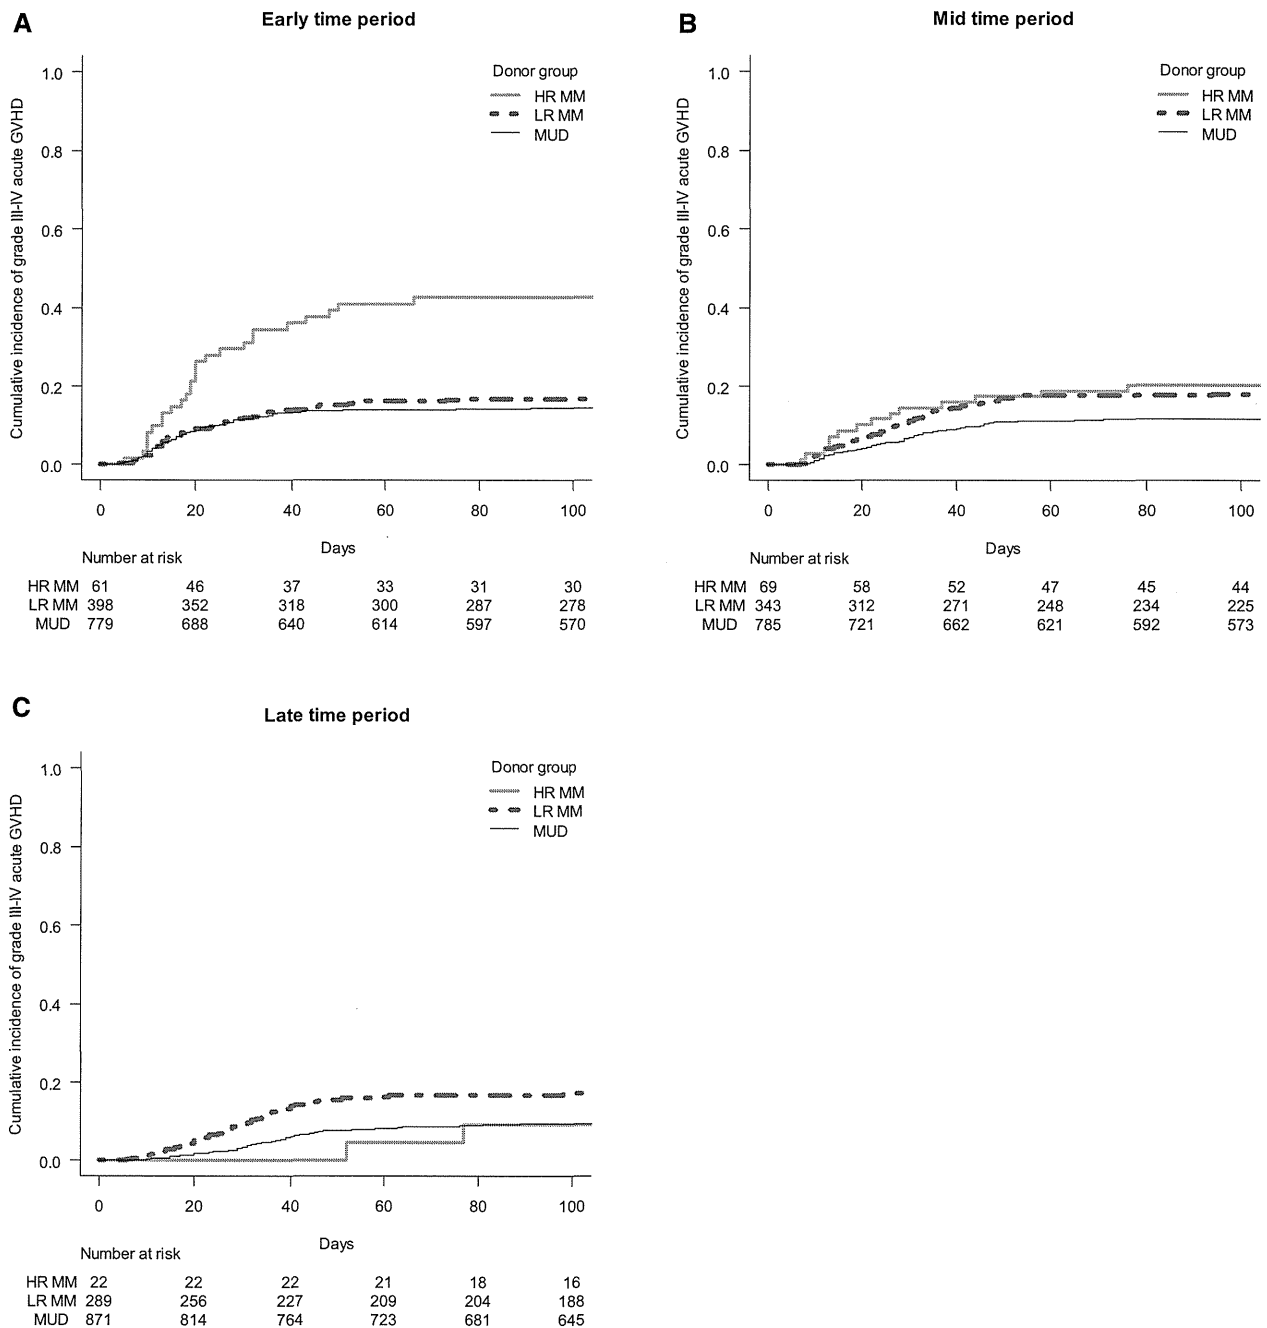 A
Early time period
Cumulative incidence of grade III-IV acute GVHD
1.0
0.8
0.6
0.4
0.2
0.0
Donor group
HR MM
LR MM
MUD
0 20 40 60 80 100
Days
Number at risk
HR MM 61 46 37 33 31 30
LR MM 398 352 318 300 287 278
MUD 779 688 640 614 597 570
B
Mid time period
Cumulative incidence of grade III-IV acute GVHD
1.0
0.8
0.6
0.4
0.2
0.0
Donor group
HR MM
LR MM
MUD
0 20 40 60 80 100
Days
Number at risk
HR MM 69 58 52 47 45 44
LR MM 343 312 271 248 234 225
MUD 785 721 662 621 592 573
C
Late time period
Cumulative incidence of grade III-IV acute GVHD
1.0
0.8
0.6
0.4
0.2
0.0
Donor group
HR MM
LR MM
MUD
0 20 40 60 80 100
Days
Number at risk
HR MM 22 22 22 21 18 16
LR MM 289 256 227 209 204 188
MUD 871 814 764 723 681 645